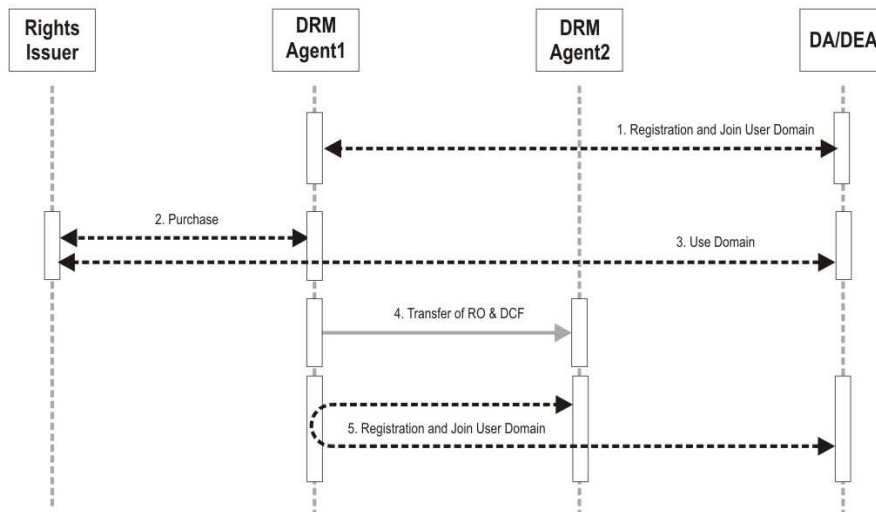 Rights
Issuer
DRM
Agent1
DRM
Agent2
DA/DEA
1. Registration and Join User Domain
2. Purchase
3. Use Domain
4. Transfer of RO & DCF
5. Registration and Join User Domain